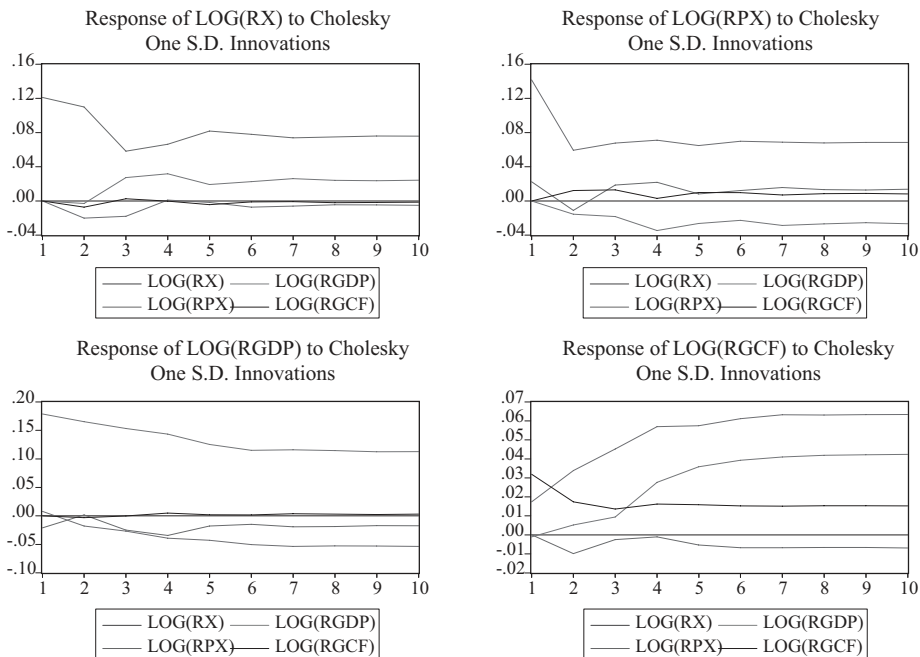 Response of LOG(RX) to Cholesky
One S.D. Innovations
.16
.12
.08
.04
.00
-.04
1 2 3 4 5 6 7 8 9 10
LOG(RX) LOG(RGDP)
LOG(RPX) LOG(RGCF)
Response of LOG(RPX) to Cholesky
One S.D. Innovations
.16
.12
.08
.04
.00
-.04
1 2 3 4 5 6 7 8 9 10
LOG(RX) LOG(RGDP)
LOG(RPX) LOG(RGCF)
Response of LOG(RGDP) to Cholesky
One S.D. Innovations
.20
.15
.10
.05
.00
-.05
-.10
1 2 3 4 5 6 7 8 9 10
LOG(RX) LOG(RGDP)
LOG(RPX) LOG(RGCF)
Response of LOG(RGCF) to Cholesky
One S.D. Innovations
.07
.06
.05
.04
.03
.02
.01
.00
-.01
-.02
1 2 3 4 5 6 7 8 9 10
LOG(RX) LOG(RGDP)
LOG(RPX) LOG(RGCF)